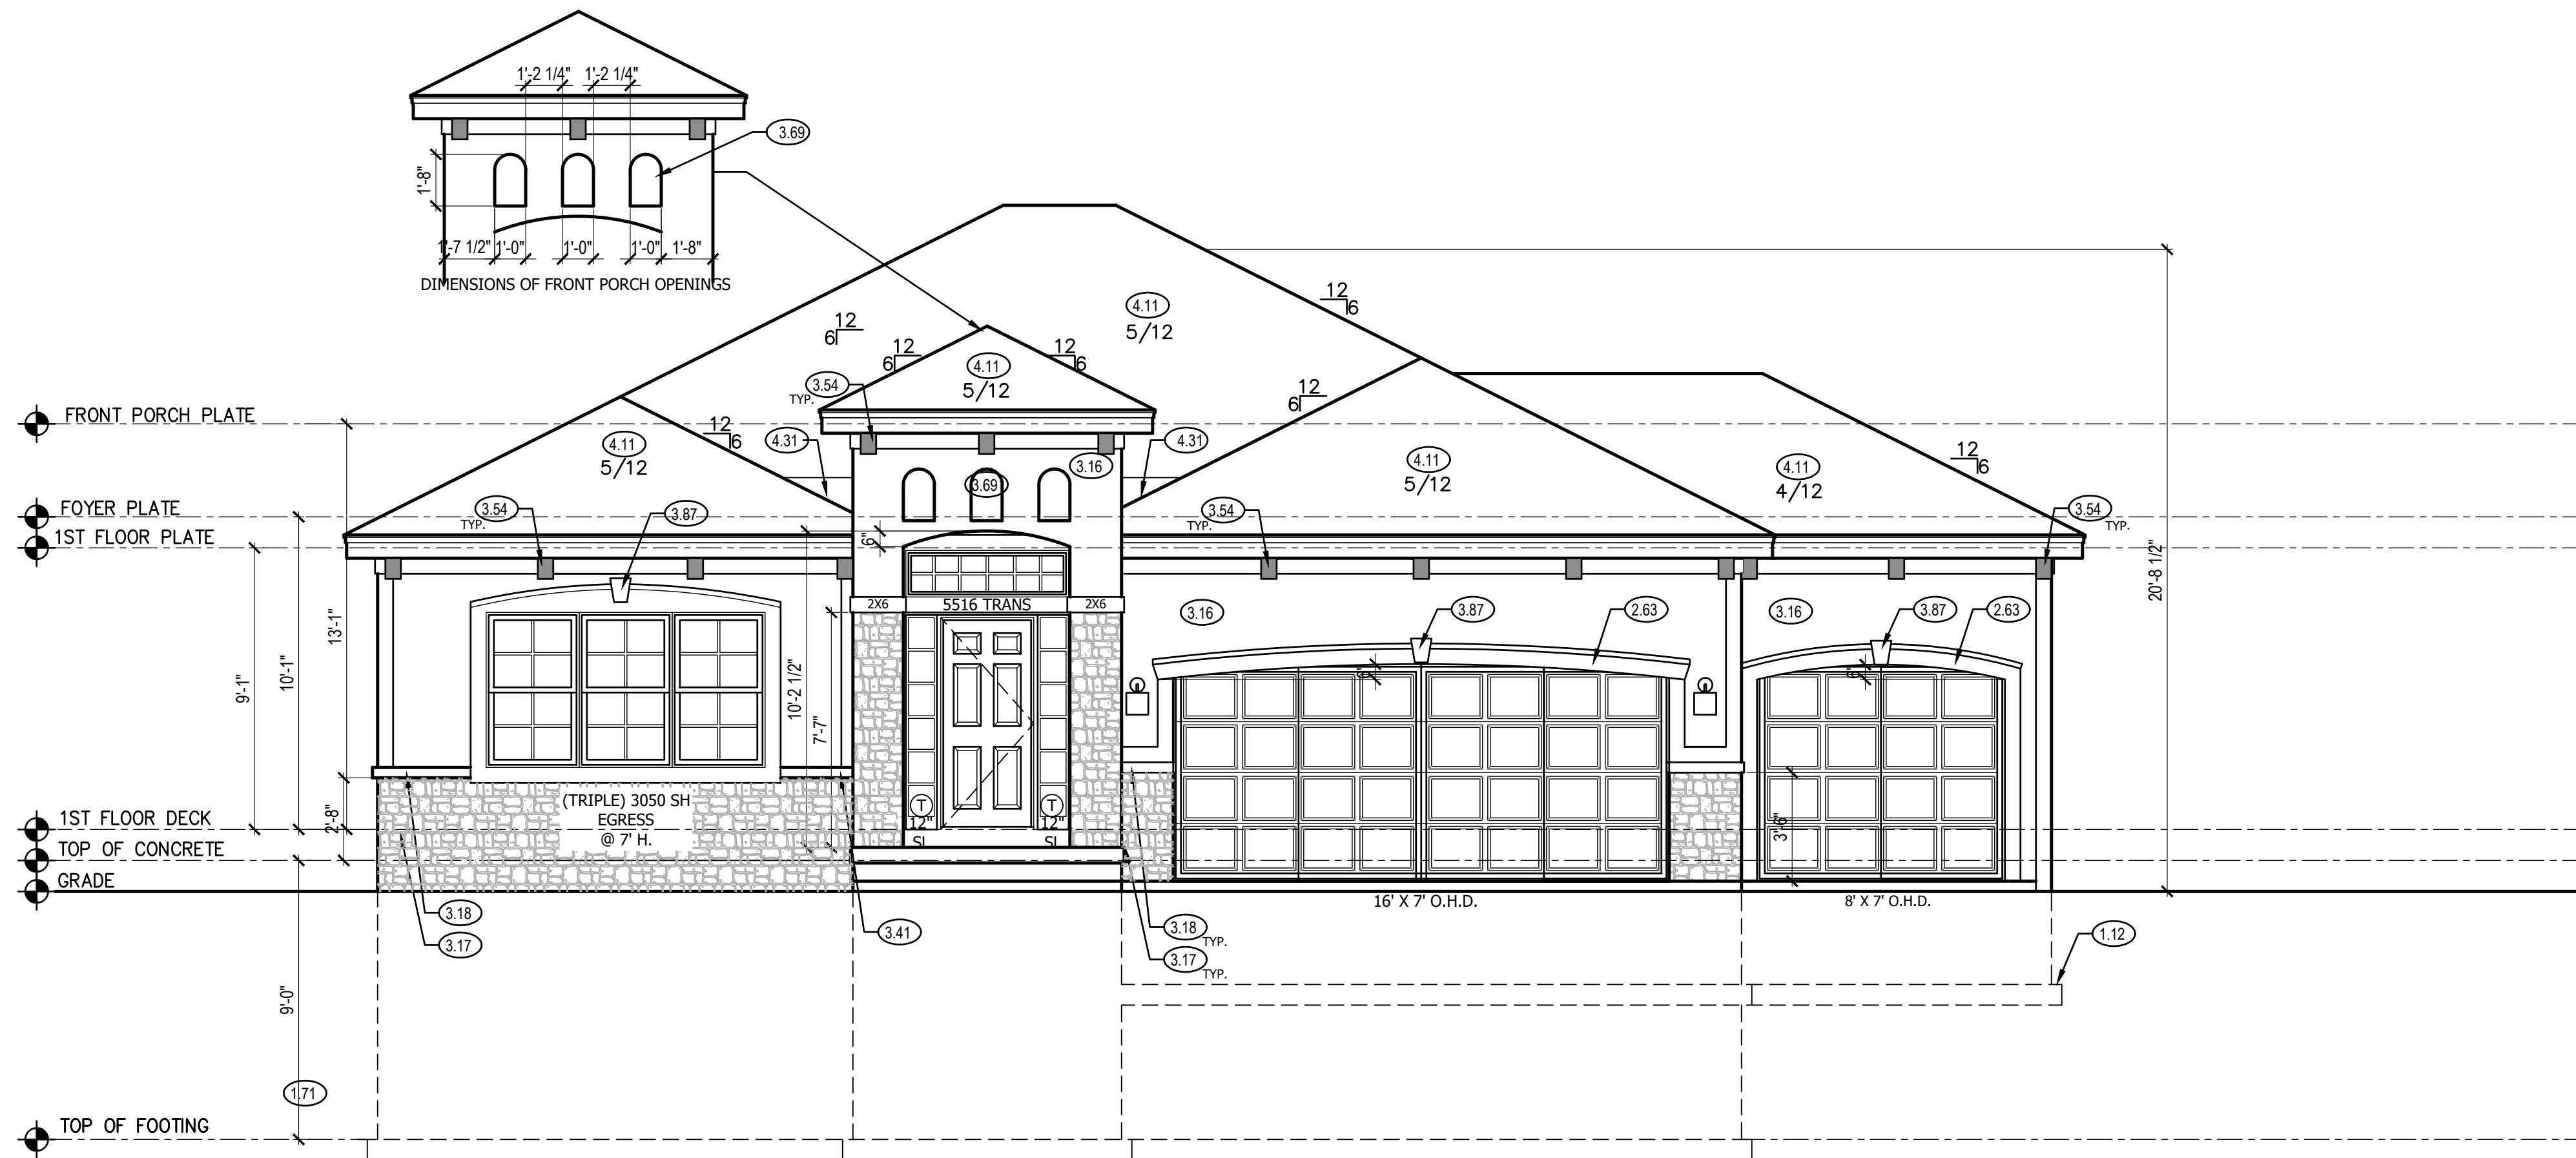 1'-2 1/4" 1'-2 1/4"
3.69
1'-8"
1'-7 1/2" 1'-0" 1'-0" 1'-0" 1'-8"
DIMENSIONS OF FRONT PORCH OPENINGS
12
6
4.11
5/12
12
6
12
6
12
6
4.11
5/12
3.54
TYP.
12
6
FRONT PORCH PLATE
12
6
4.31
4.31
4.11
5/12
3.16
4.11
5/12
12
6
4.11
4/12
3.69
FOYER PLATE
3.54
TYP.
3.87
3.54
TYP.
3.54
TYP.
1ST FLOOR PLATE
6"
20'-8 1/2"
2X6
5516 TRANS
2X6
3.16
3.87
2.63
3.16
3.87
2.63
13'-1"
10'-1"
9'-1"
10'-2 1/2"
7'-7"
6"
6"
(TRIPLE) 3050 SH
EGRESS
@ 7' H.
T
12"
SL
T
12"
SL
1ST FLOOR DECK
2'-8"
3'-6"
TOP OF CONCRETE
GRADE
16' X 7' O.H.D.
8' X 7' O.H.D.
3.18
3.17
3.41
3.18
TYP.
3.17
TYP.
1.12
9'-0"
1.71
TOP OF FOOTING